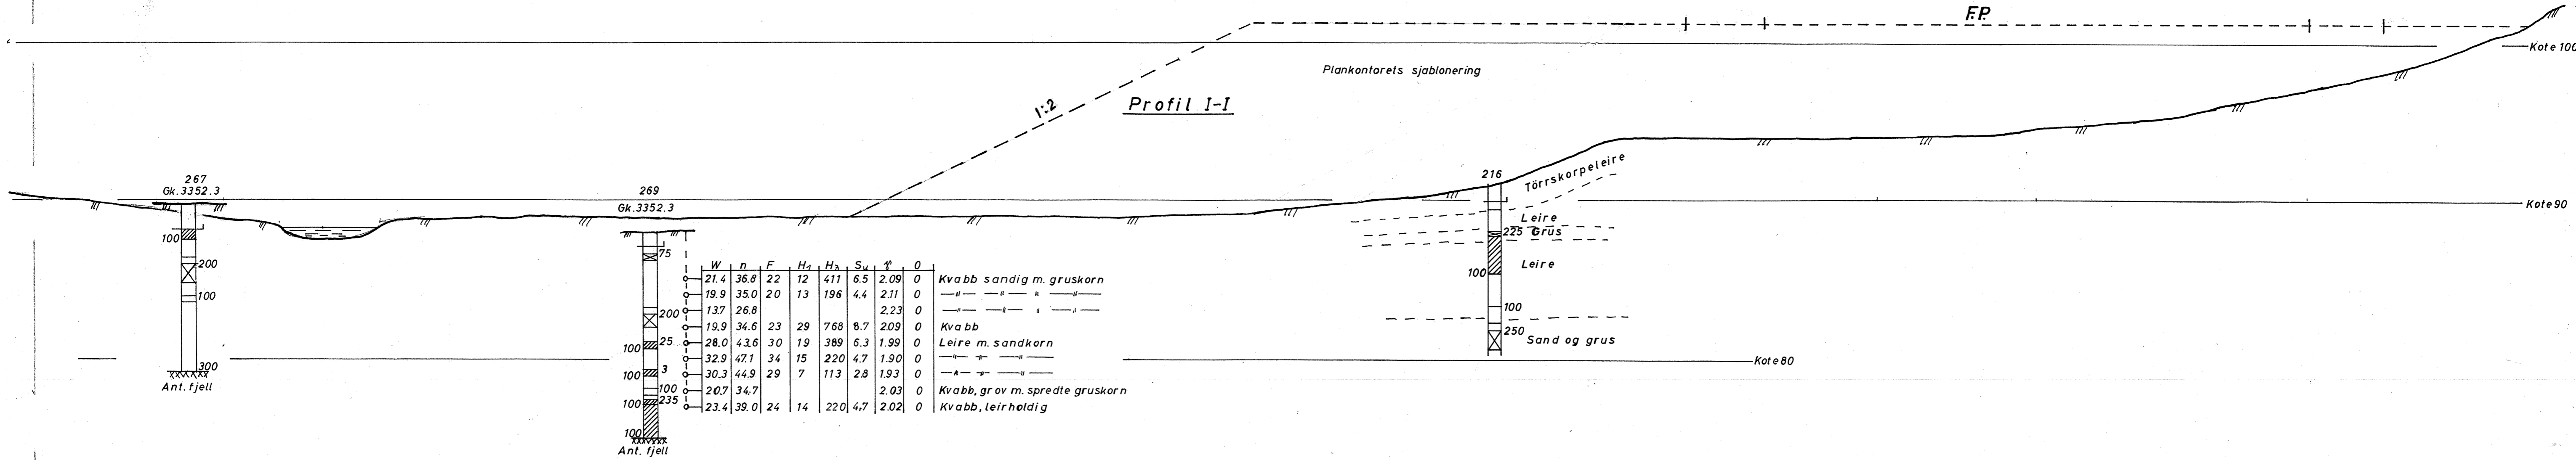 F.P.
Kote 100
Plankontorets sjablonering
1:2
Profil I-I
Törrskorpeleire
267
Gk.3352.3
269
Gk.3352.3
216
Kote 90
Leire
225 Grus
Leire
100
100
250
Sand og grus
Kote 80
100
200
100
300
Ant. fjell
75
200
25
100
3
100
100
235
100
100
Ant. fjell
W n F H₁ H₃ Su γ O
21.4 36.8 22 12 411 6.5 2.09 0 Kvabb sandig m. gruskorn
19.9 35.0 20 13 196 4.4 2.11 0 —"— —"— " —"—
13.7 26.8 2.23 0 —"— —"— " —"—
19.9 34.6 23 29 768 8.7 2.09 0 Kvabb
28.0 43.6 30 19 389 6.3 1.99 0 Leire m. sandkorn
32.9 47.1 34 15 220 4.7 1.90 0 —"— —"— —"—
30.3 44.9 29 7 113 2.8 1.93 0 —"— —"— —"—
20.7 34.7 2.03 0 Kvabb, grov m. spredte gruskorn
23.4 39.0 24 14 220 4.7 2.02 0 Kvabb, leirholdig